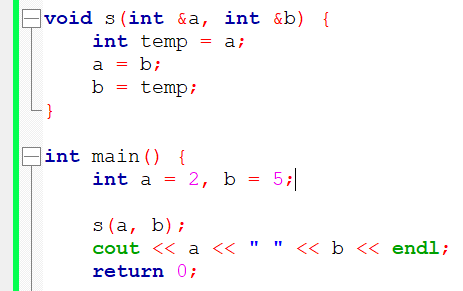 void s(int &a, int &b) {
    int temp = a;
    a = b;
    b = temp;
}
int main() {
    int a = 2, b = 5;
    s(a, b);
    cout << a << " " << b << endl;
    return 0;